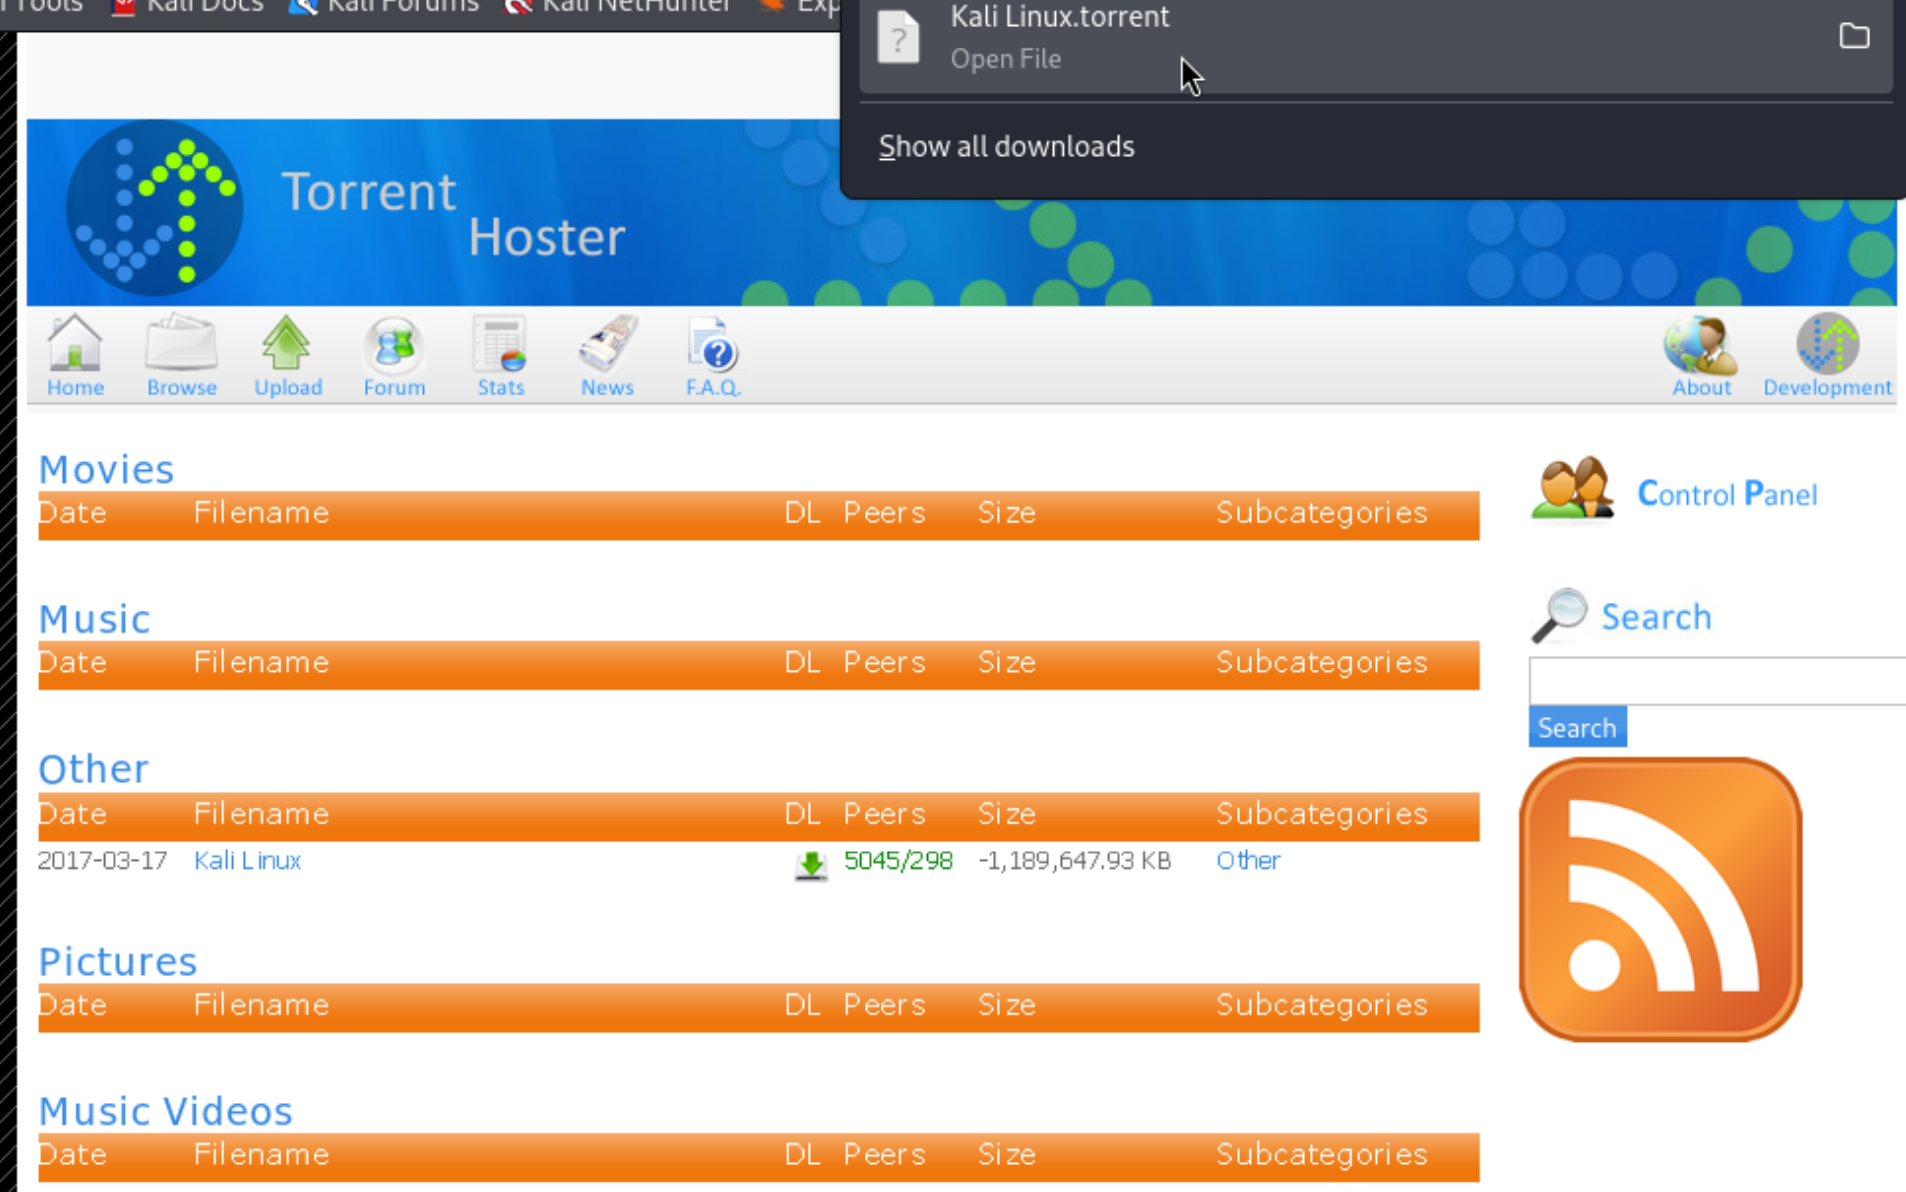 Tools Kali Docs Kali Forums Kali NetHunter Exp
Kali Linux.torrent
Open File
Show all downloads
Torrent
Hoster
Home Browse Upload Forum Stats News F.A.Q. About Development
Movies
Date Filename DL Peers Size Subcategories
Control Panel
Music
Date Filename DL Peers Size Subcategories
Search
Search
Other
Date Filename DL Peers Size Subcategories
2017-03-17 Kali Linux 5045/298 -1,189,647.93 KB Other
Pictures
Date Filename DL Peers Size Subcategories
Music Videos
Date Filename DL Peers Size Subcategories